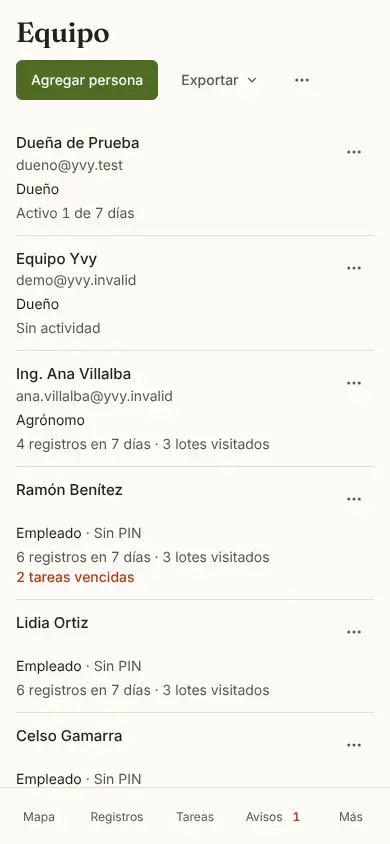 Equipo
Agregar persona
Exportar
Dueña de Prueba
dueno@yvy.test
Dueño
Activo 1 de 7 días
Equipo Yvy
demo@yvy.invalid
Dueño
Sin actividad
Ing. Ana Villalba
ana.villalba@yvy.invalid
Agrónomo
4 registros en 7 días · 3 lotes visitados
Ramón Benítez
Empleado · Sin PIN
6 registros en 7 días · 3 lotes visitados
2 tareas vencidas
Lidia Ortiz
Empleado · Sin PIN
6 registros en 7 días · 3 lotes visitados
Celso Gamarra
Empleado · Sin PIN
Mapa Registros Tareas Avisos 1 Más